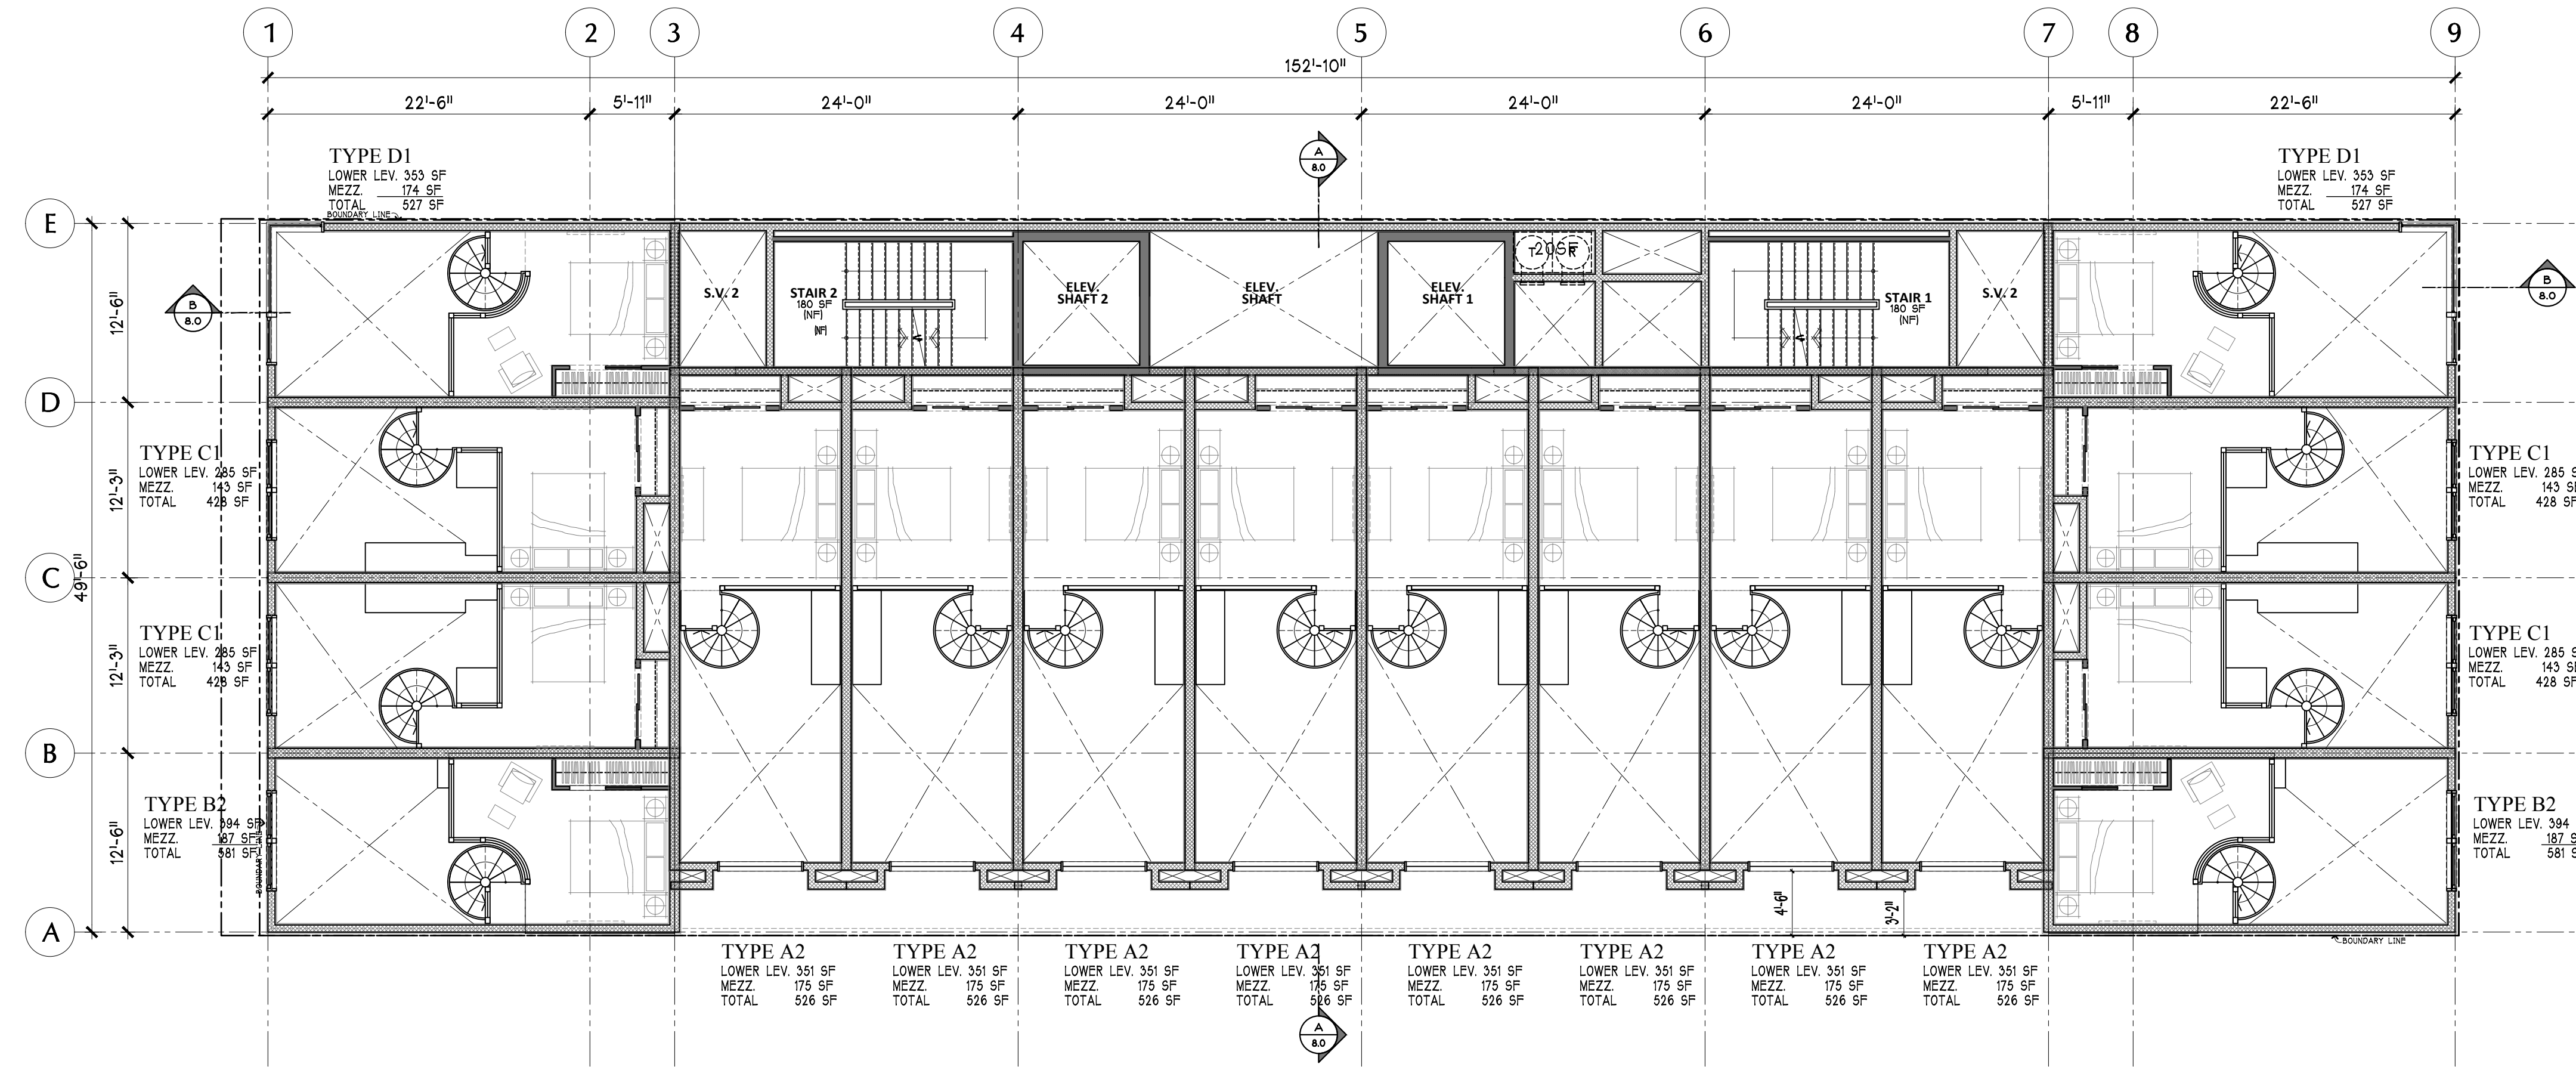 1 2 3 4 5 6 7 8 9
152'-10"
22'-6" 5'-11" 24'-0" 24'-0" 24'-0" 24'-0" 5'-11" 22'-6"
A
8.0
TYPE D1
LOWER LEV. 353 SF
MEZZ. 174 SF
TOTAL 527 SF
BOUNDARY LINE
TYPE D1
LOWER LEV. 353 SF
MEZZ. 174 SF
TOTAL 527 SF
E
D
C
B
A
12'-6"
12'-3"
12'-3"
12'-6"
49'-6"
B
8.0
B
8.0
S.V. 2
STAIR 2
180 SF
(NF)
(NF)
ELEV.
SHAFT 2
ELEV.
SHAFT
ELEV.
SHAFT 1
20SF
T
R
STAIR 1
180 SF
(NF)
S.V. 2
TYPE C1
LOWER LEV. 285 SF
MEZZ. 143 SF
TOTAL 428 SF
TYPE C1
LOWER LEV. 285 S
MEZZ. 143 S
TOTAL 428 S
TYPE C1
LOWER LEV. 285 SF
MEZZ. 143 SF
TOTAL 428 SF
TYPE C1
LOWER LEV. 285 S
MEZZ. 143 S
TOTAL 428 S
TYPE B2
LOWER LEV. 394 SF
MEZZ. 187 SF
TOTAL 581 SF
BOUNDARY LINE
TYPE B2
LOWER LEV. 394
MEZZ. 187 S
TOTAL 581 S
4'-6"
3'-2"
BOUNDARY LINE
TYPE A2
LOWER LEV. 351 SF
MEZZ. 175 SF
TOTAL 526 SF
TYPE A2
LOWER LEV. 351 SF
MEZZ. 175 SF
TOTAL 526 SF
TYPE A2
LOWER LEV. 351 SF
MEZZ. 175 SF
TOTAL 526 SF
TYPE A2
LOWER LEV. 351 SF
MEZZ. 175 SF
TOTAL 526 SF
TYPE A2
LOWER LEV. 351 SF
MEZZ. 175 SF
TOTAL 526 SF
TYPE A2
LOWER LEV. 351 SF
MEZZ. 175 SF
TOTAL 526 SF
TYPE A2
LOWER LEV. 351 SF
MEZZ. 175 SF
TOTAL 526 SF
TYPE A2
LOWER LEV. 351 SF
MEZZ. 175 SF
TOTAL 526 SF
A
8.0